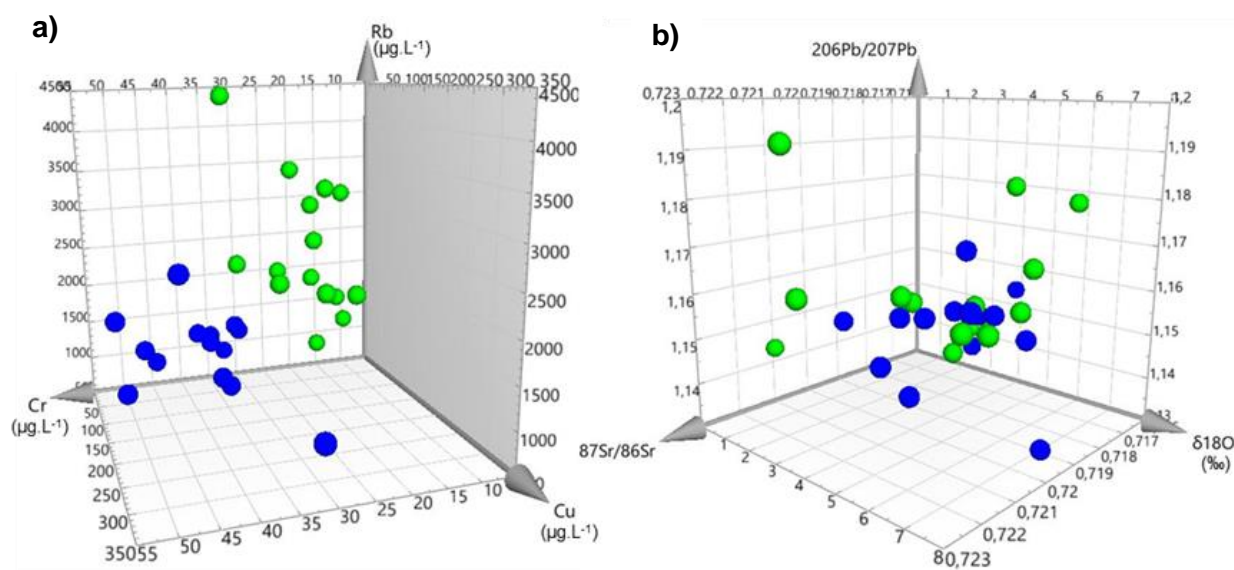 a)
Rb
(µg.L⁻¹)
50 45 40 35 30 25 20 15 10 5
50 100 150 200 250 300 350
4500
4000
3500
3000
2500
2000
1500
1000
4500
4000
3500
3000
2500
2000
1500
1000
Cr
(µg.L⁻¹)
50
100
150
200
250
300
350
55 50 45 40 35 30 25 20 15 10
Cu
(µg.L⁻¹)
b)
206Pb/207Pb
0,723 0,722 0,721 0,72 0,719 0,718 0,717
1 2 3 4 5 6 7
1,2
1,19
1,18
1,17
1,16
1,15
1,14
1,2
1,19
1,18
1,17
1,16
1,15
1,14
87Sr/86Sr
1 2 3 4 5 6 7 8
0,717
0,718
0,719
0,72
0,721
0,722
0,723
δ18O
(‰)